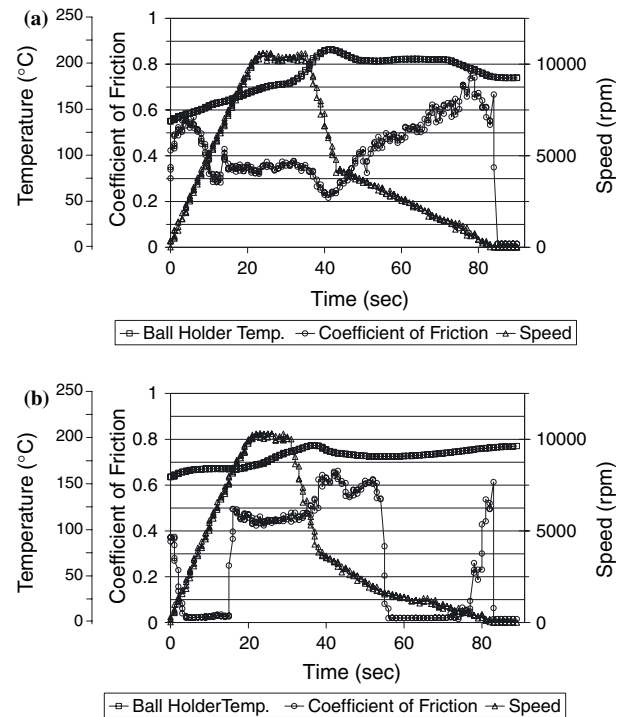 (a)
Temperature (°C)
250
200
150
100
50
0
Coefficient of Friction
1
0.8
0.6
0.4
0.2
0
10000
5000
0
Speed (rpm)
0 20 40 60 80
Time (sec)
Ball Holder Temp. Coefficient of Friction Speed
(b)
Temperature (°C)
250
200
150
100
50
0
Coefficient of Friction
1
0.8
0.6
0.4
0.2
0
10000
5000
0
Speed (rpm)
0 20 40 60 80
Time (sec)
Ball HolderTemp. Coefficient of Friction Speed